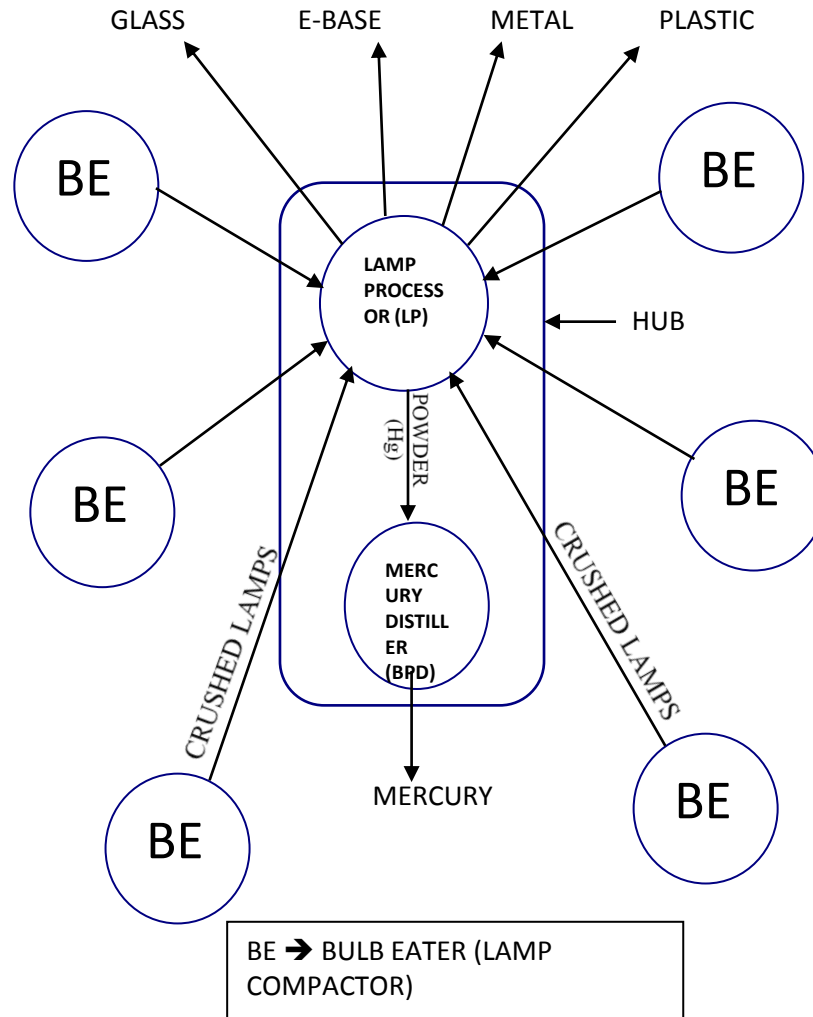 GLASS E-BASE METAL PLASTIC
BE
BE
LAMP
PROCESS
OR (LP)
HUB
POWDER
(Hg)
BE
BE
MERC
URY
DISTILL
ER
(BPD)
CRUSHED LAMPS
CRUSHED LAMPS
MERCURY
BE
BE
BE ➔ BULB EATER (LAMP
COMPACTOR)